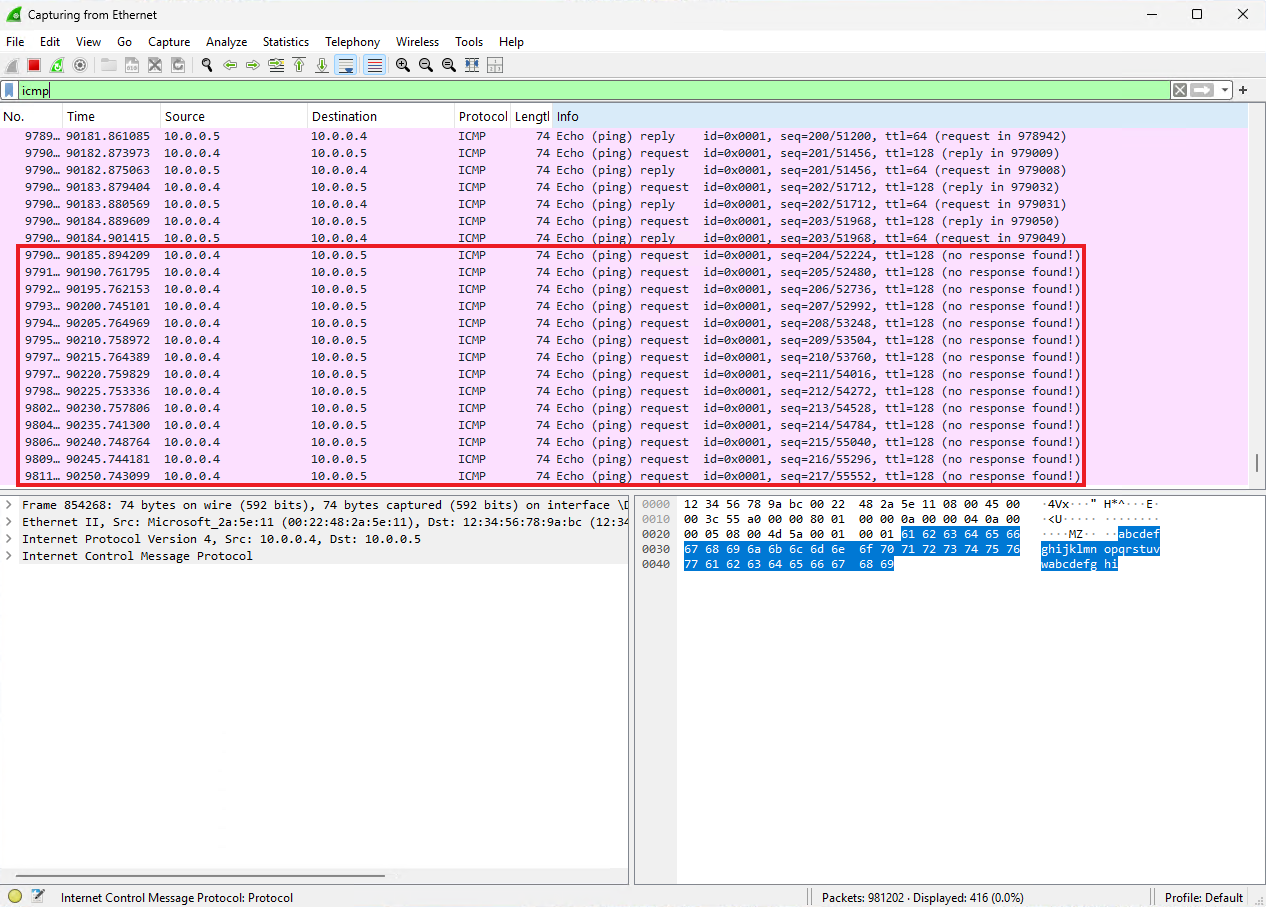 Capturing from Ethernet
File Edit View Go Capture Analyze Statistics Telephony Wireless Tools Help
icmp
No. Time Source Destination Protocol Lengtl Info
9789… 90181.861085 10.0.0.5 10.0.0.4 ICMP 74 Echo (ping) reply id=0x0001, seq=200/51200, ttl=64 (request in 978942)
9790… 90182.873973 10.0.0.4 10.0.0.5 ICMP 74 Echo (ping) request id=0x0001, seq=201/51456, ttl=128 (reply in 979009)
9790… 90182.875063 10.0.0.5 10.0.0.4 ICMP 74 Echo (ping) reply id=0x0001, seq=201/51456, ttl=64 (request in 979008)
9790… 90183.879404 10.0.0.4 10.0.0.5 ICMP 74 Echo (ping) request id=0x0001, seq=202/51712, ttl=128 (reply in 979032)
9790… 90183.880569 10.0.0.5 10.0.0.4 ICMP 74 Echo (ping) reply id=0x0001, seq=202/51712, ttl=64 (request in 979031)
9790… 90184.889609 10.0.0.4 10.0.0.5 ICMP 74 Echo (ping) request id=0x0001, seq=203/51968, ttl=128 (reply in 979050)
9790… 90184.901415 10.0.0.5 10.0.0.4 ICMP 74 Echo (ping) reply id=0x0001, seq=203/51968, ttl=64 (request in 979049)
9790… 90185.894209 10.0.0.4 10.0.0.5 ICMP 74 Echo (ping) request id=0x0001, seq=204/52224, ttl=128 (no response found!)
9791… 90190.761795 10.0.0.4 10.0.0.5 ICMP 74 Echo (ping) request id=0x0001, seq=205/52480, ttl=128 (no response found!)
9792… 90195.762153 10.0.0.4 10.0.0.5 ICMP 74 Echo (ping) request id=0x0001, seq=206/52736, ttl=128 (no response found!)
9793… 90200.745101 10.0.0.4 10.0.0.5 ICMP 74 Echo (ping) request id=0x0001, seq=207/52992, ttl=128 (no response found!)
9794… 90205.764969 10.0.0.4 10.0.0.5 ICMP 74 Echo (ping) request id=0x0001, seq=208/53248, ttl=128 (no response found!)
9795… 90210.758972 10.0.0.4 10.0.0.5 ICMP 74 Echo (ping) request id=0x0001, seq=209/53504, ttl=128 (no response found!)
9797… 90215.764389 10.0.0.4 10.0.0.5 ICMP 74 Echo (ping) request id=0x0001, seq=210/53760, ttl=128 (no response found!)
9797… 90220.759829 10.0.0.4 10.0.0.5 ICMP 74 Echo (ping) request id=0x0001, seq=211/54016, ttl=128 (no response found!)
9798… 90225.753336 10.0.0.4 10.0.0.5 ICMP 74 Echo (ping) request id=0x0001, seq=212/54272, ttl=128 (no response found!)
9802… 90230.757806 10.0.0.4 10.0.0.5 ICMP 74 Echo (ping) request id=0x0001, seq=213/54528, ttl=128 (no response found!)
9804… 90235.741300 10.0.0.4 10.0.0.5 ICMP 74 Echo (ping) request id=0x0001, seq=214/54784, ttl=128 (no response found!)
9806… 90240.748764 10.0.0.4 10.0.0.5 ICMP 74 Echo (ping) request id=0x0001, seq=215/55040, ttl=128 (no response found!)
9809… 90245.744181 10.0.0.4 10.0.0.5 ICMP 74 Echo (ping) request id=0x0001, seq=216/55296, ttl=128 (no response found!)
9811… 90250.743099 10.0.0.4 10.0.0.5 ICMP 74 Echo (ping) request id=0x0001, seq=217/55552, ttl=128 (no response found!)
Frame 854268: 74 bytes on wire (592 bits), 74 bytes captured (592 bits) on interface \D
Ethernet II, Src: Microsoft_2a:5e:11 (00:22:48:2a:5e:11), Dst: 12:34:56:78:9a:bc (12:34
Internet Protocol Version 4, Src: 10.0.0.4, Dst: 10.0.0.5
Internet Control Message Protocol
0000 12 34 56 78 9a bc 00 22 48 2a 5e 11 08 00 45 00 ·4Vx···" H*^···E·
0010 00 3c 55 a0 00 00 80 01 00 00 0a 00 00 04 0a 00 ·<U····· ········
0020 00 05 08 00 4d 5a 00 01 00 01 61 62 63 64 65 66 ····MZ·· ··abcdef
0030 67 68 69 6a 6b 6c 6d 6e 6f 70 71 72 73 74 75 76 ghijklmn opqrstuv
0040 77 61 62 63 64 65 66 67 68 69 wabcdefg hi
Internet Control Message Protocol: Protocol
Packets: 981202 · Displayed: 416 (0.0%)
Profile: Default